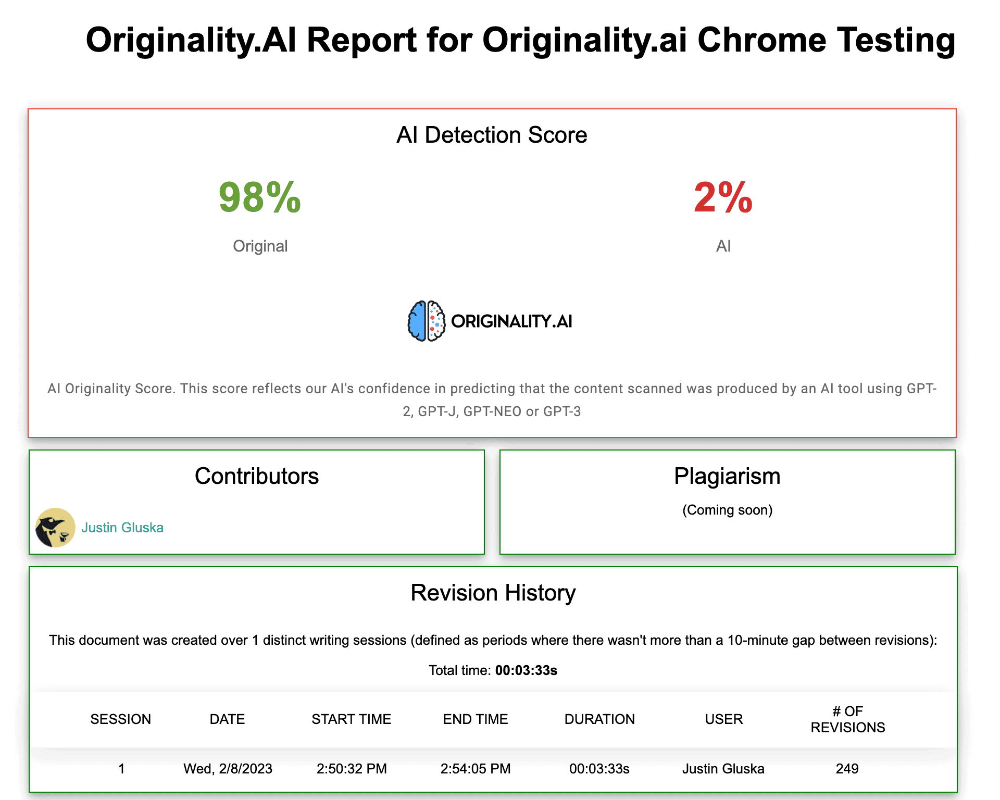 Originality.AI Report for Originality.ai Chrome Testing
AI Detection Score
98%
2%
Original
AI
ORIGINALITY.AI
AI Originality Score. This score reflects our AI's confidence in predicting that the content scanned was produced by an AI tool using GPT-
2, GPT-J, GPT-NEO or GPT-3
Contributors
Justin Gluska
Plagiarism
(Coming soon)
Revision History
This document was created over 1 distinct writing sessions (defined as periods where there wasn't more than a 10-minute gap between revisions):
Total time: 00:03:33s
SESSION DATE START TIME END TIME DURATION USER # OF REVISIONS
1 Wed, 2/8/2023 2:50:32 PM 2:54:05 PM 00:03:33s Justin Gluska 249